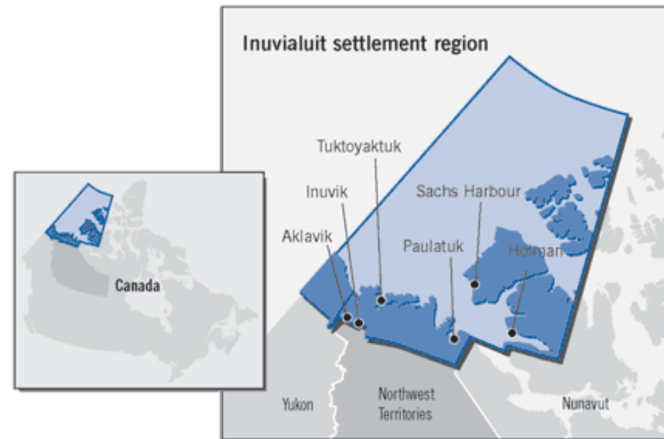 Inuvialuit settlement region
Tuktoyaktuk
Inuvik
Sachs Harbour
Aklavik
Paulatuk
Holman
Canada
Yukon
Northwest
Territories
Nunavut